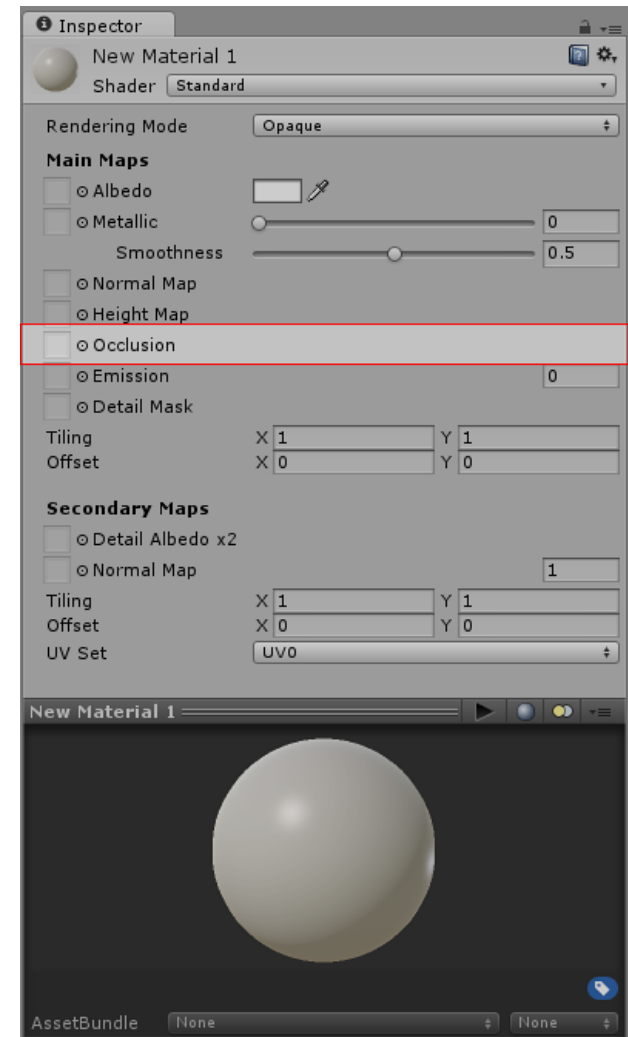 Inspector
New Material 1
Shader Standard
Rendering Mode Opaque
Main Maps
Albedo
Metallic 0
Smoothness 0.5
Normal Map
Height Map
Occlusion
Emission 0
Detail Mask
Tiling X 1 Y 1
Offset X 0 Y 0
Secondary Maps
Detail Albedo x2
Normal Map 1
Tiling X 1 Y 1
Offset X 0 Y 0
UV Set UV0
New Material 1
AssetBundle None None